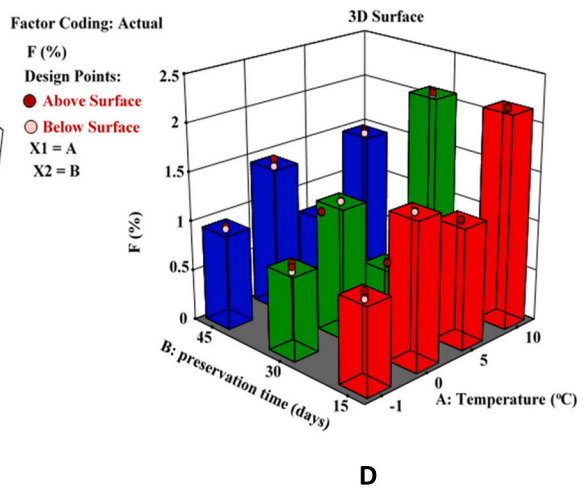 3D Surface
Factor Coding: Actual
F (%)
Design Points:
Above Surface
Below Surface
X1 = A
X2 = B
2.5
2
1.5
1
0.5
0
F (%)
45
30
15
B: preservation time (days)
-1
0
5
10
A: Temperature (ºC)
D